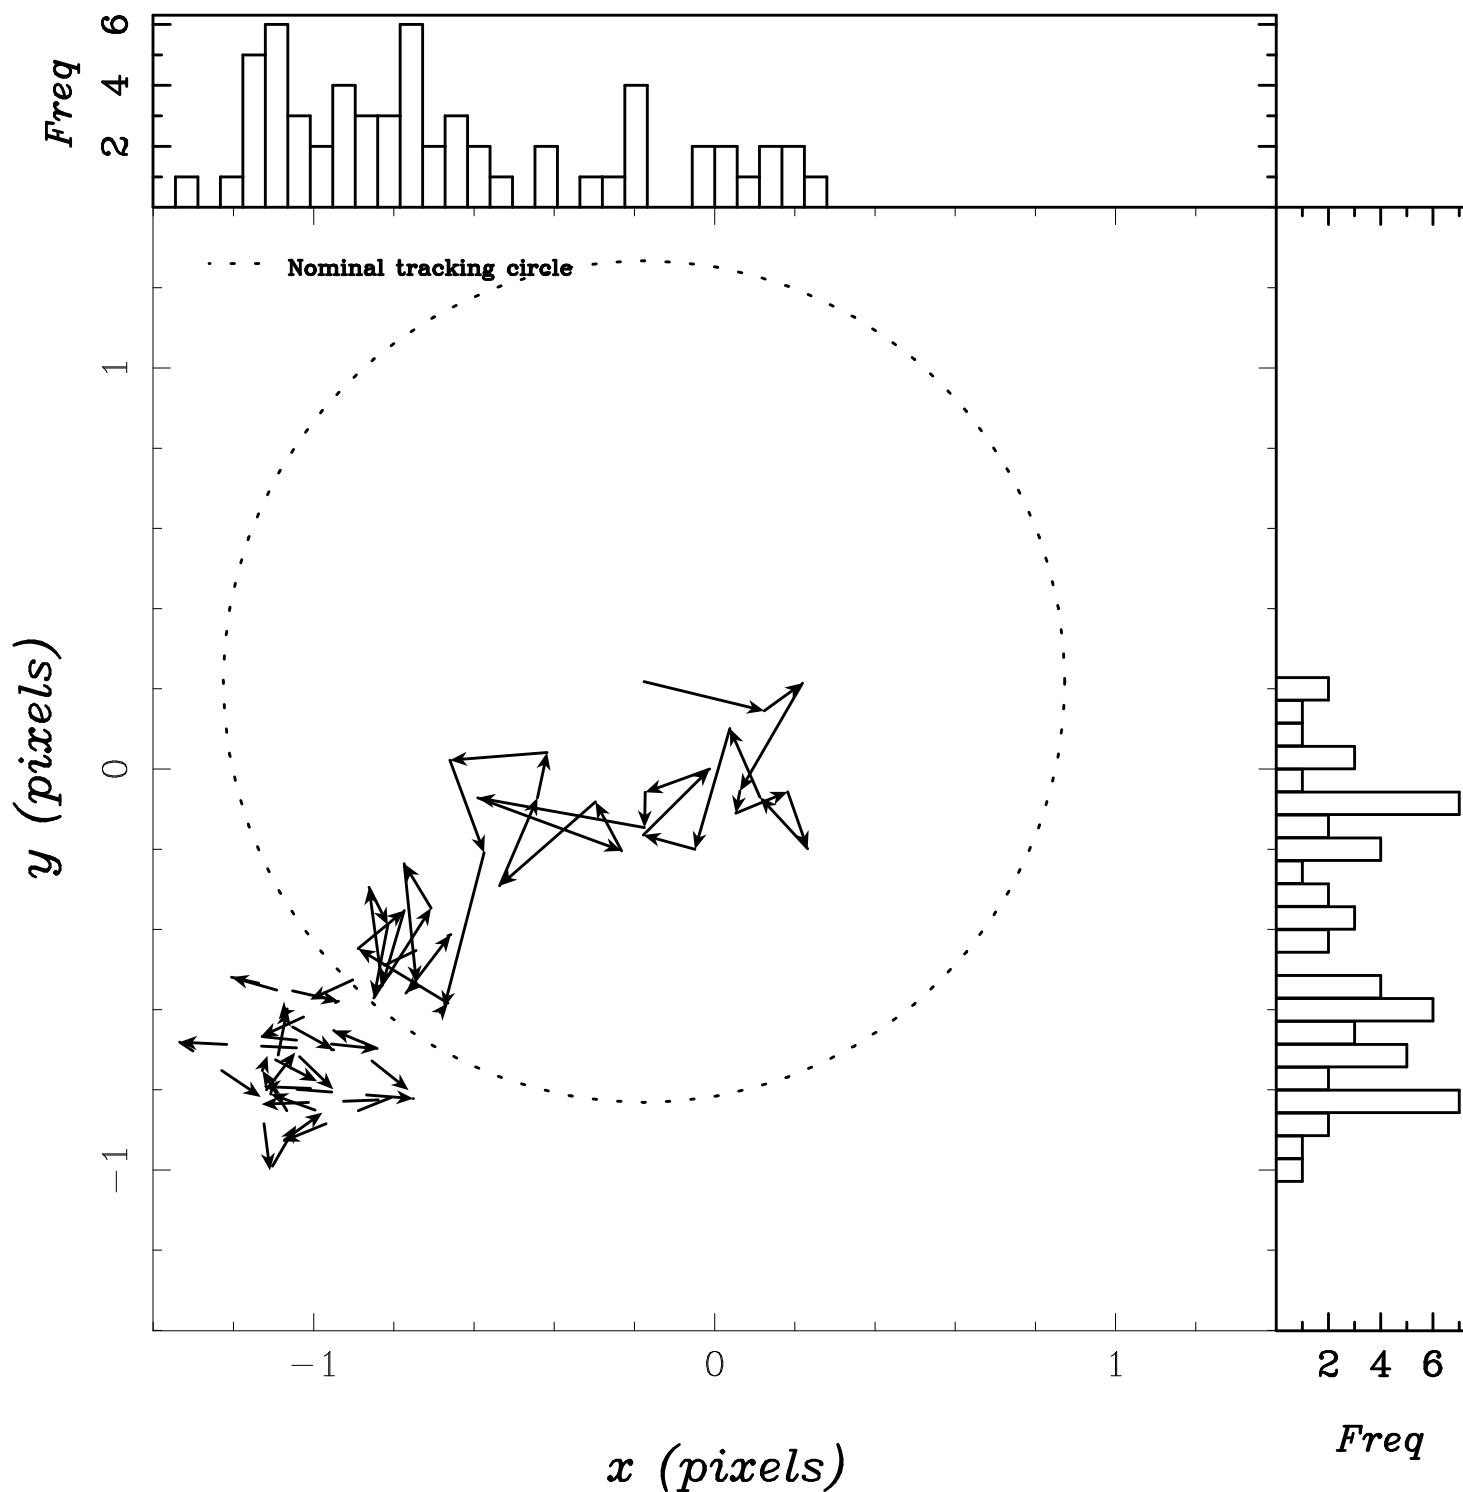 Freq
2 4 6
Nominal tracking circle
y (pixels)
1
0
−1
−1 0 1
x (pixels)
2 4 6
Freq